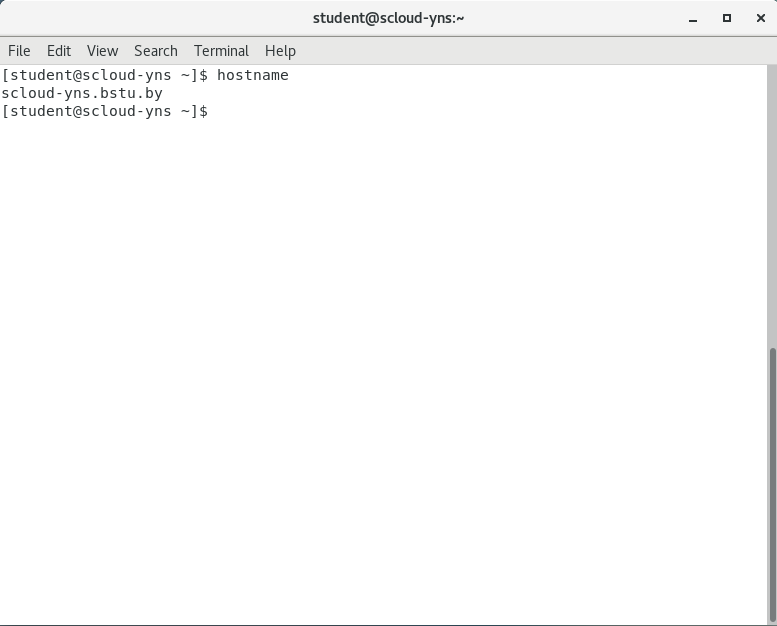 student@scloud-yns:~
File Edit View Search Terminal Help
[student@scloud-yns ~]$ hostname
scloud-yns.bstu.by
[student@scloud-yns ~]$